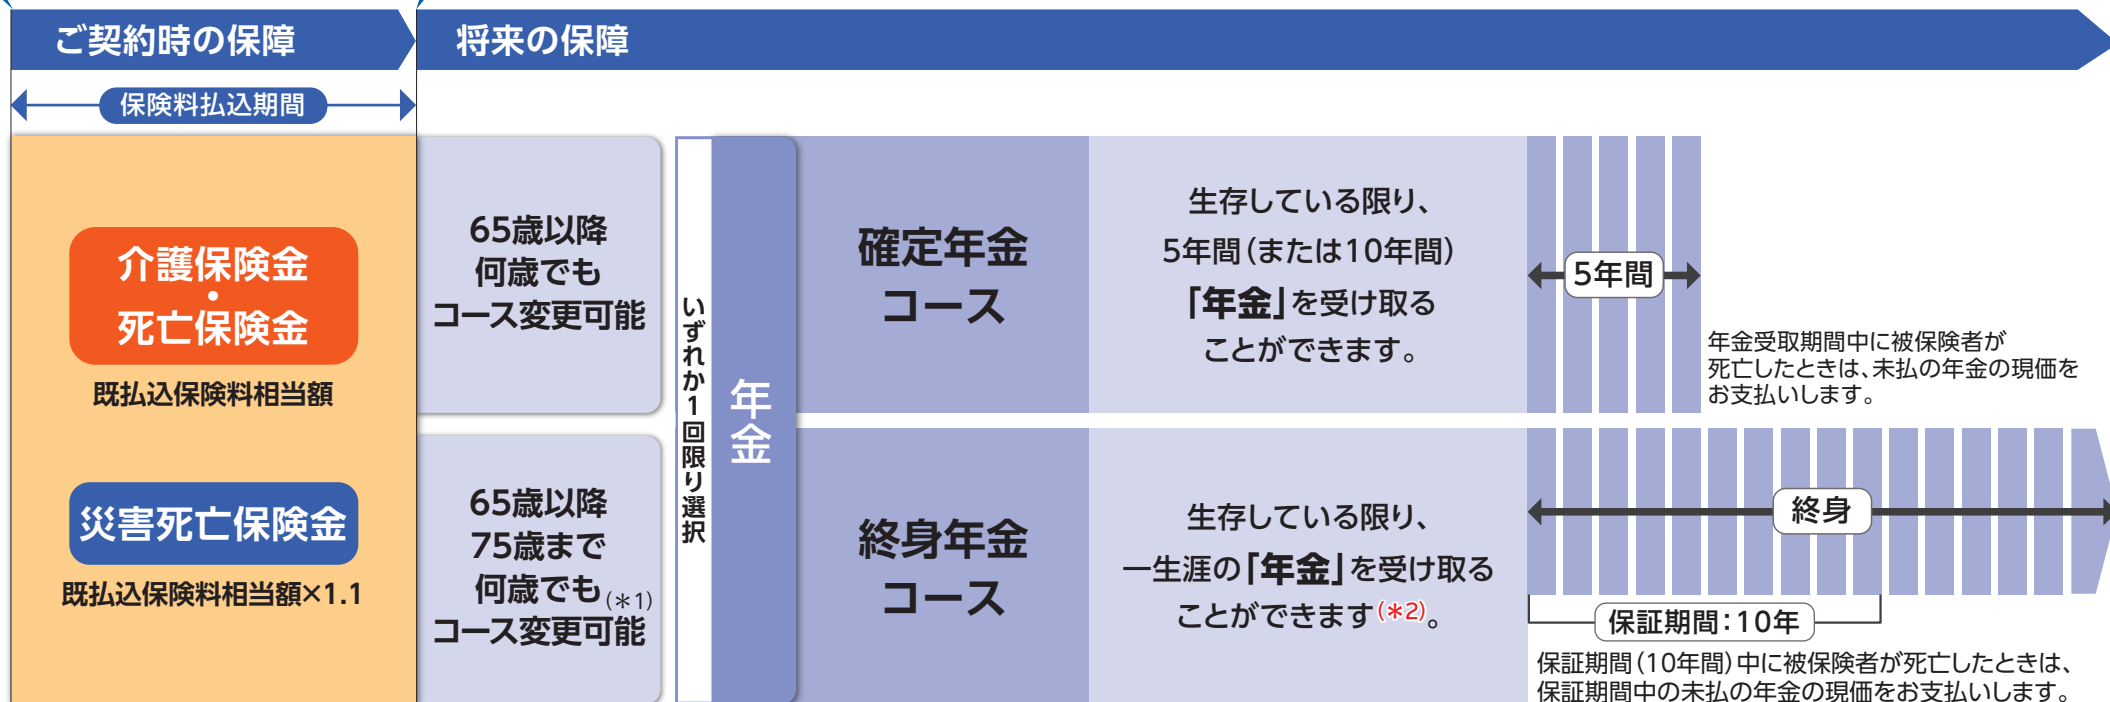 ご契約時の保障
将来の保障
保険料払込期間
介護保険金
・
死亡保険金
既払込保険料相当額
災害死亡保険金
既払込保険料相当額×1.1
65歳以降
何歳でも
コース変更可能
65歳以降
75歳まで
何歳でも(＊1)
コース変更可能
いずれか1回限り選択
年金
確定年金
コース
生存している限り、
5年間(または10年間)
「年金」を受け取る
ことができます。
5年間
年金受取期間中に被保険者が
死亡したときは、未払の年金の現価を
お支払いします。
終身年金
コース
生存している限り、
一生涯の「年金」を受け取る
ことができます(＊2)。
終身
保証期間：10年
保証期間(10年間)中に被保険者が死亡したときは、
保証期間中の未払の年金の現価をお支払いします。